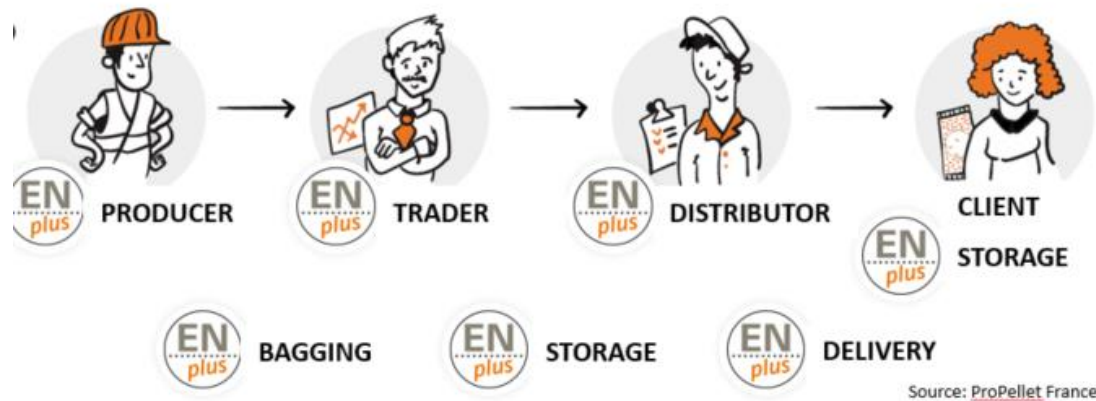 EN
plus
PRODUCER
EN
plus
TRADER
EN
plus
DISTRIBUTOR
CLIENT
EN
plus
STORAGE
EN
plus
BAGGING
EN
plus
STORAGE
EN
plus
DELIVERY
Source: ProPellet France